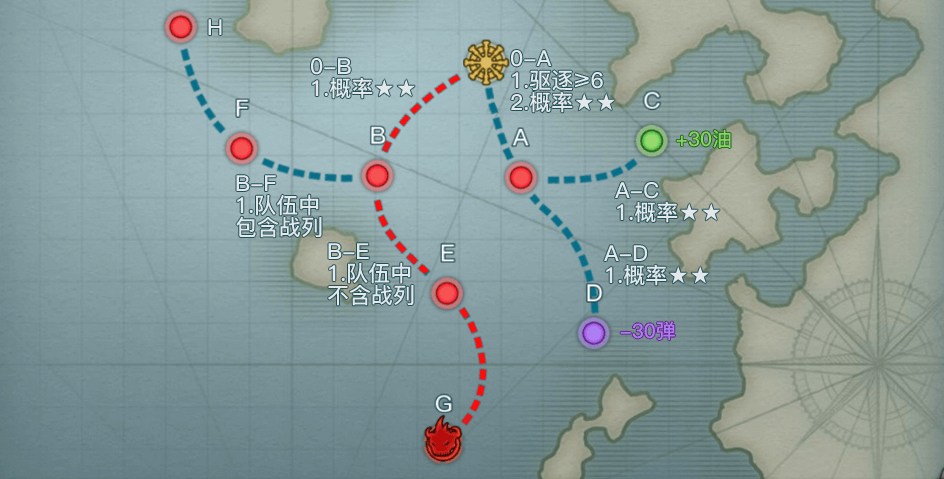 H
0-B
1.概率★★
0-A
1.驱逐≥6
2.概率★★
C
+30油
F
B
A
B-F
1.队伍中
包含战列
A-C
1.概率★★
B-E
1.队伍中
不含战列
E
A-D
1.概率★★
D
-30弹
G